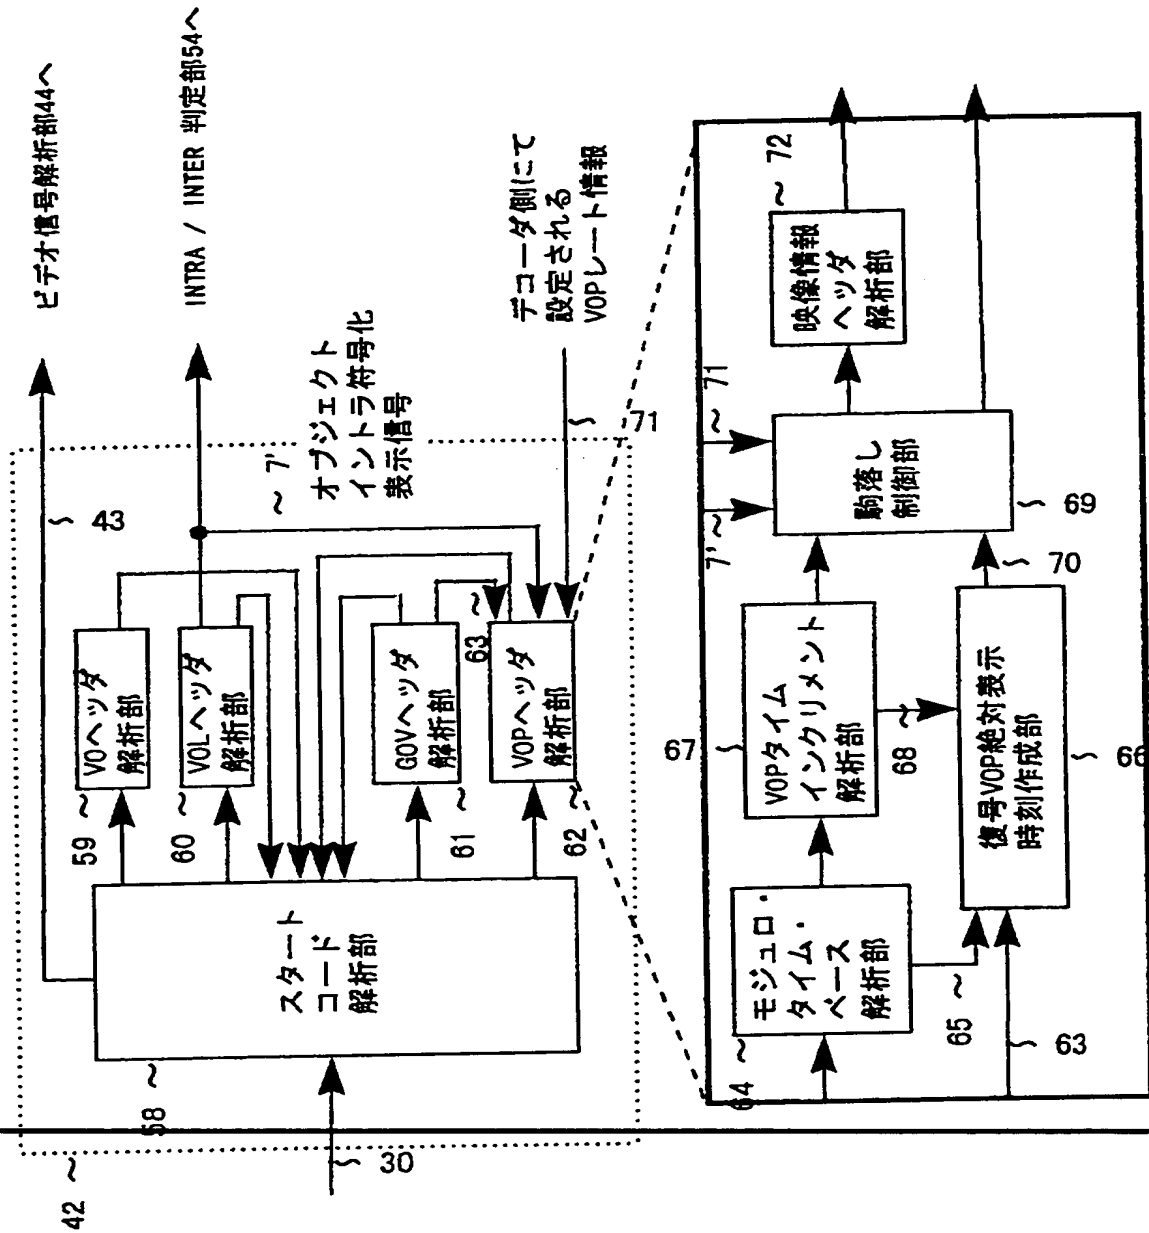 ビデオ信号解析部44へ
INTRA / INTER 判定部54へ
43
7'
オブジェクト
イントラ符号化
表示信号
デコーダ側にて
設定される
VOPレート情報
71
VOヘッダ
解析部
59
VOLヘッダ
解析部
60
GOVヘッダ
解析部
61
63
VOPヘッダ
解析部
62
スタート
コード
解析部
58
42
30
72
映像情報
ヘッダ
解析部
71
7'
駒落し
制御部
69
70
67
VOPタイム
インクリメント
解析部
68
復号VOP絶対表示
時刻作成部
66
モジュロ・
タイム・
ベース
解析部
64
65
63